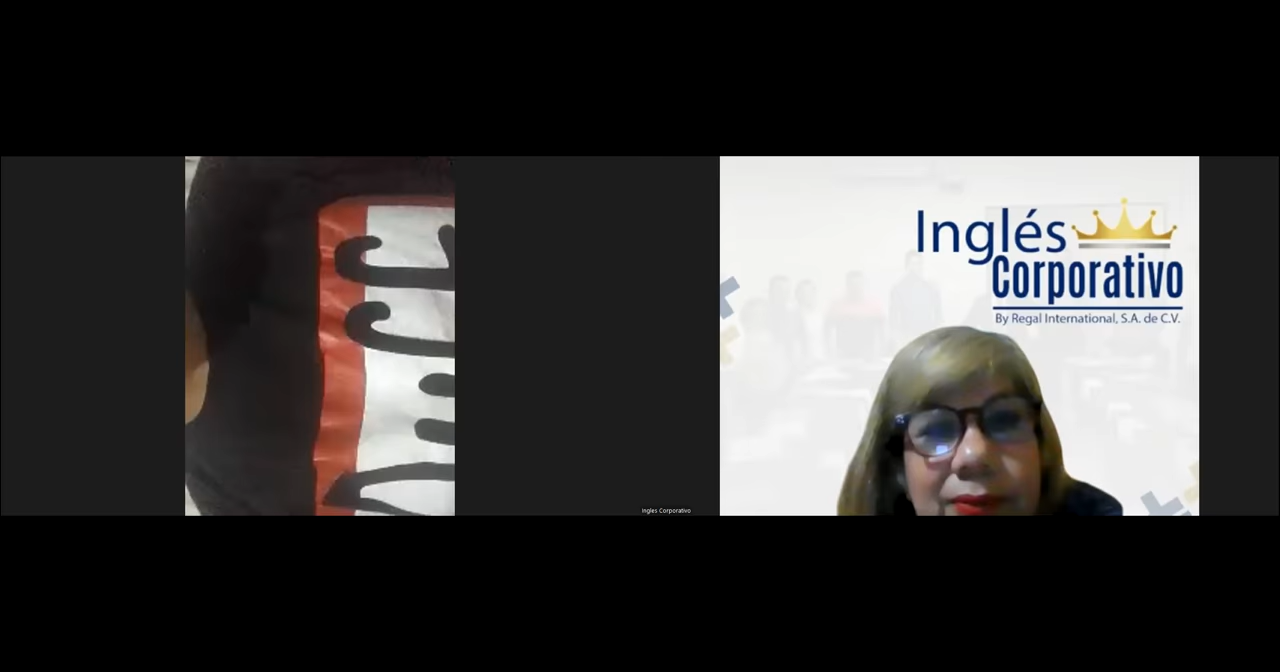 Inglés
Corporativo
By Regal International, S.A. de C.V.
Ingles Corporativo